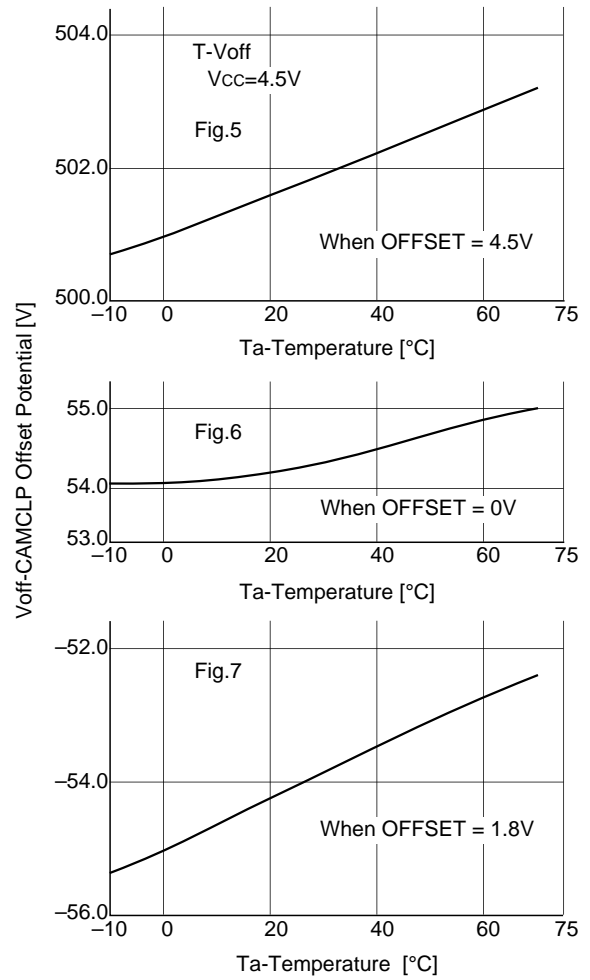 504.0
T-Voff
VCC=4.5V
Fig.5
502.0
When OFFSET = 4.5V
500.0
–10 0 20 40 60 75
Ta-Temperature [°C]
Voff-CAMCLP Offset Potential [V]
55.0
Fig.6
54.0
When OFFSET = 0V
53.0
–10 0 20 40 60 75
Ta-Temperature [°C]
–52.0
Fig.7
–54.0
When OFFSET = 1.8V
–56.0
–10 0 20 40 60 75
Ta-Temperature [°C]